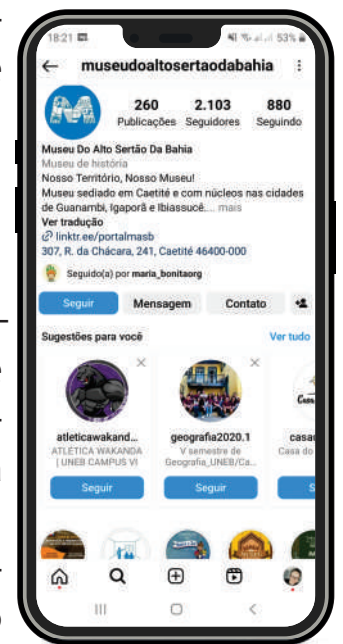 18:21 53%
museudoaltosertaodabahia
260 2.103 880
Publicações Seguidores Seguindo
Museu Do Alto Sertão Da Bahia
Museu de história
Nosso Território, Nosso Museu!
Museu sediado em Caetité e com núcleos nas cidades
de Guanambi, Igaporã e Ibiassucê.... mais
Ver tradução
linktr.ee/portalmasb
307, R. da Chácara, 241, Caetité 46400-000
Seguido(a) por maria_bonitaorg
Seguir Mensagem Contato
Sugestões para você Ver tudo
atleticawakand... geografia2020.1 casa
ATLÉTICA WAKANDA V semestre de Casa do
| UNEB CAMPUS VI Geografia_UNEB/Ca...
Seguir Seguir S